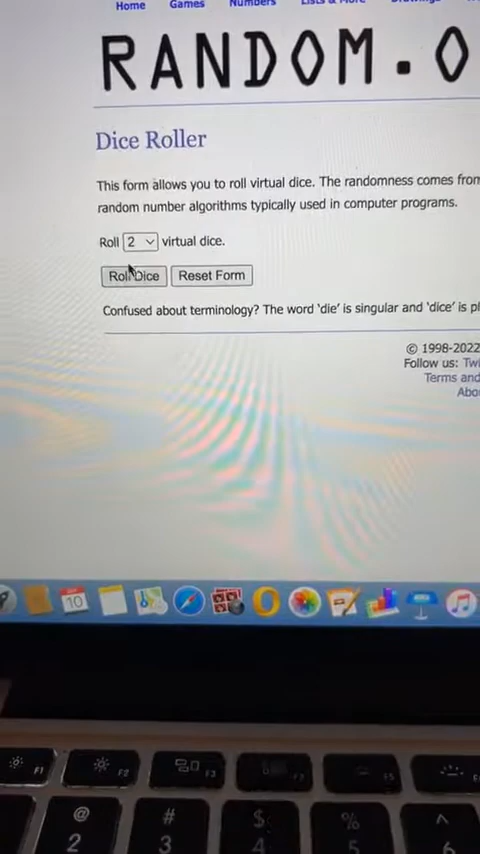 Home Games Numbers
RANDOM.O
Dice Roller
This form allows you to roll virtual dice. The randomness comes from
random number algorithms typically used in computer programs.
Roll 2 virtual dice.
Roll Dice Reset Form
Confused about terminology? The word 'die' is singular and 'dice' is pl
© 1998-2022
Follow us: Twi
Terms and
Abo
10
F1 F2 F3 F5
@ # $ % ^
2 3 4 5 6